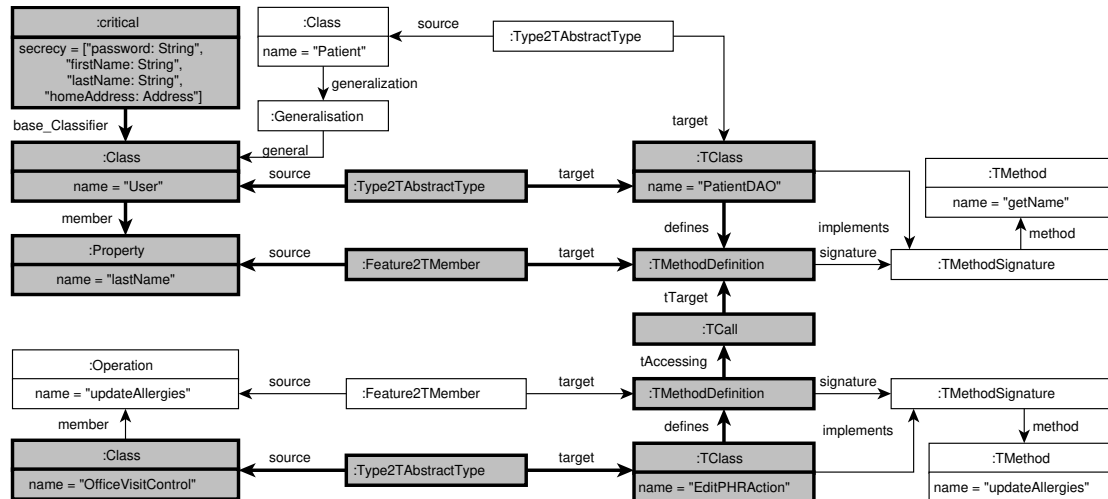 :critical
secrecy = ["password: String",
"firstName: String",
"lastName: String",
"homeAddress: Address"]
:Class
name = "Patient"
source
:Type2TAbstractType
generalization
:Generalisation
base_Classifier
general
target
:Class
name = "User"
source
:Type2TAbstractType
target
:TClass
name = "PatientDAO"
:TMethod
name = "getName"
member
defines
implements
method
:Property
name = "lastName"
source
:Feature2TMember
target
:TMethodDefinition
signature
:TMethodSignature
tTarget
:TCall
tAccessing
:Operation
name = "updateAllergies"
source
:Feature2TMember
target
:TMethodDefinition
signature
:TMethodSignature
member
defines
implements
method
:Class
name = "OfficeVisitControl"
source
:Type2TAbstractType
target
:TClass
name = "EditPHRAction"
:TMethod
name = "updateAllergies"